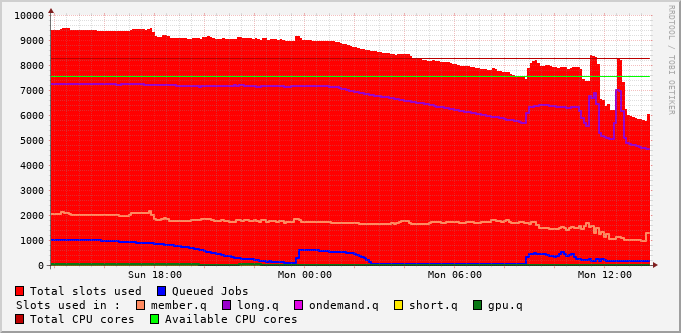 10000
9000
8000
7000
6000
5000
4000
3000
2000
1000
0
Sun 18:00 Mon 00:00 Mon 06:00 Mon 12:00
Total slots used Queued Jobs
Slots used in : member.q long.q ondemand.q short.q gpu.q
Total CPU cores Available CPU cores
RRDTOOL / TOBI OETIKER